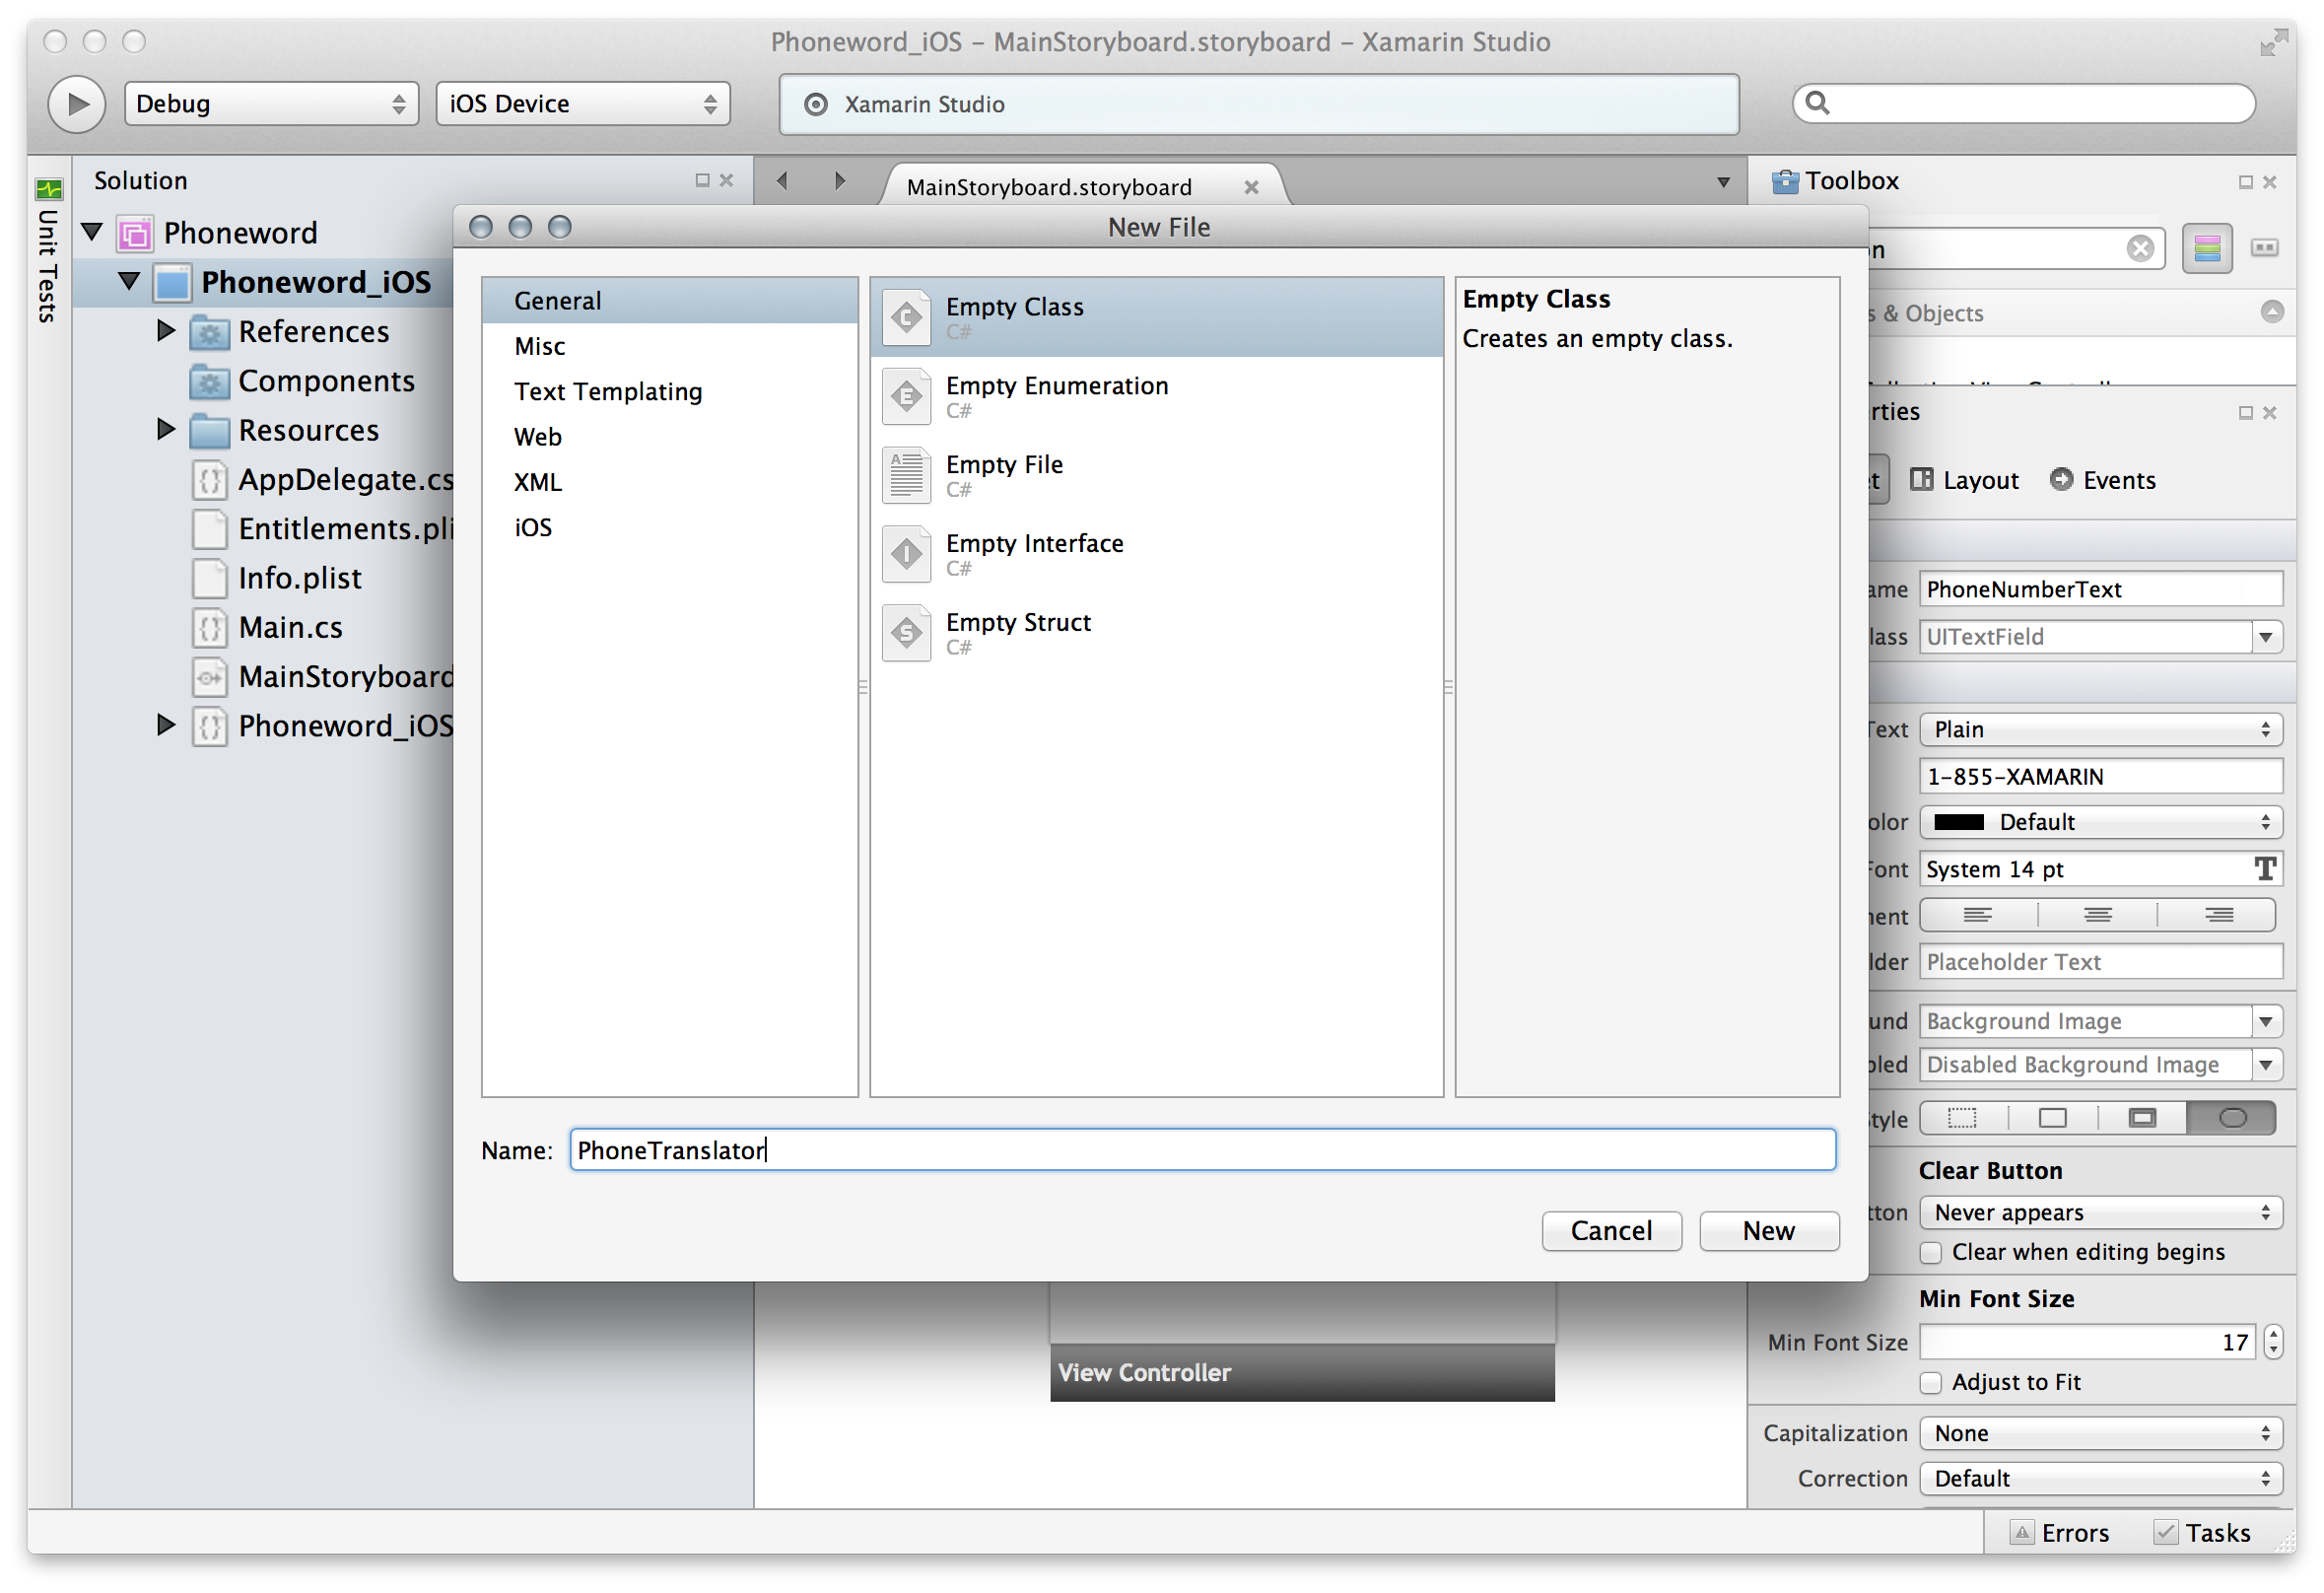 Phoneword_iOS – MainStoryboard.storyboard – Xamarin Studio
Debug
iOS Device
Xamarin Studio
Unit Tests
Solution
Phoneword
Phoneword_iOS
References
Components
Resources
AppDelegate.cs
Entitlements.pli
Info.plist
Main.cs
MainStoryboard
Phoneword_iOS
MainStoryboard.storyboard
New File
General
Misc
Text Templating
Web
XML
iOS
Empty Class
C#
Empty Enumeration
C#
Empty File
C#
Empty Interface
C#
Empty Struct
C#
Empty Class
Creates an empty class.
Name: PhoneTranslator
Cancel New
View Controller
Toolbox
n
s & Objects
rties
et Layout Events
ame PhoneNumberText
lass UITextField
Text Plain
1-855-XAMARIN
olor Default
Font System 14 pt
nent
lder Placeholder Text
und Background Image
bled Disabled Background Image
tyle
Clear Button
tton Never appears
Clear when editing begins
Min Font Size
Min Font Size 17
Adjust to Fit
Capitalization None
Correction Default
Errors Tasks